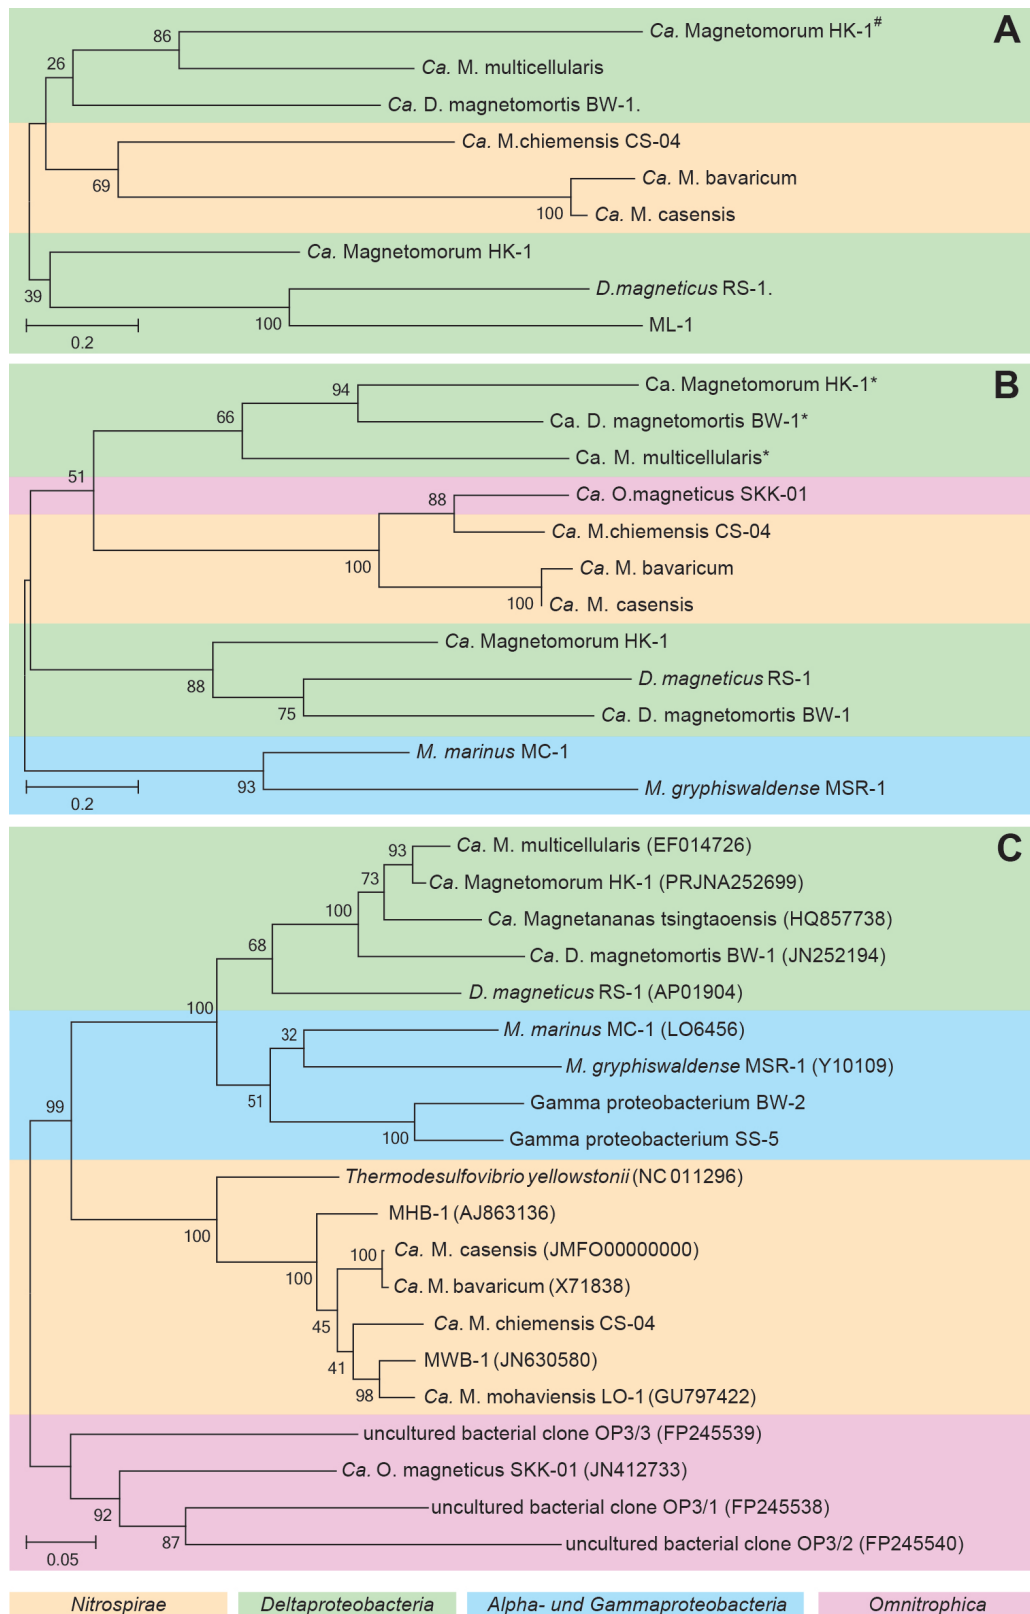 A
86
Ca. Magnetomorum HK-1#
26
Ca. M. multicellularis
Ca. D. magnetomortis BW-1.
Ca. M.chiemensis CS-04
69
Ca. M. bavaricum
100
Ca. M. casensis
Ca. Magnetomorum HK-1
39
D.magneticus RS-1.
100
ML-1
0.2
B
94
Ca. Magnetomorum HK-1*
66
Ca. D. magnetomortis BW-1*
Ca. M. multicellularis*
51
88
Ca. O.magneticus SKK-01
Ca. M.chiemensis CS-04
100
Ca. M. bavaricum
100
Ca. M. casensis
Ca. Magnetomorum HK-1
88
D. magneticus RS-1
75
Ca. D. magnetomortis BW-1
M. marinus MC-1
93
M. gryphiswaldense MSR-1
0.2
C
93
Ca. M. multicellularis (EF014726)
73
Ca. Magnetomorum HK-1 (PRJNA252699)
100
Ca. Magnetananas tsingtaoensis (HQ857738)
68
Ca. D. magnetomortis BW-1 (JN252194)
D. magneticus RS-1 (AP01904)
100
32
M. marinus MC-1 (LO6456)
M. gryphiswaldense MSR-1 (Y10109)
51
Gamma proteobacterium BW-2
99
100
Gamma proteobacterium SS-5
Thermodesulfovibrio yellowstonii (NC 011296)
100
MHB-1 (AJ863136)
100
100
Ca. M. casensis (JMFO00000000)
Ca. M. bavaricum (X71838)
45
Ca. M. chiemensis CS-04
41
MWB-1 (JN630580)
98
Ca. M. mohaviensis LO-1 (GU797422)
uncultured bacterial clone OP3/3 (FP245539)
Ca. O. magneticus SKK-01 (JN412733)
92
uncultured bacterial clone OP3/1 (FP245538)
87
uncultured bacterial clone OP3/2 (FP245540)
0.05
Nitrospirae
Deltaproteobacteria
Alpha- und Gammaproteobacteria
Omnitrophica